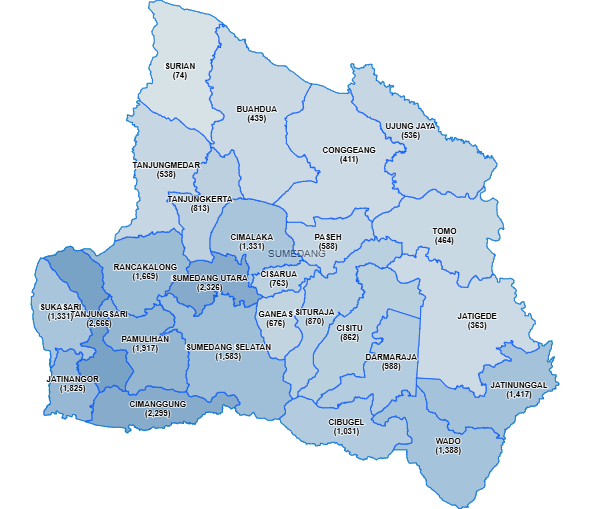 SURIAN
(74)
BUAHDUA
(439)
UJUNG JAYA
(536)
CONGGEANG
(411)
TANJUNGMEDAR
(538)
TANJUNGKERTA
(813)
CIMALAKA
(1,331)
PASEH
(588)
TOMO
(464)
SUMEDANG
RANCAKALONG
(1,669)
SUMEDANG UTARA
(2,326)
CISARUA
(763)
SUKASARI
(1,331)
TANJUNGSARI
(2,666)
GANEAS
(676)
SITURAJA
(870)
JATIGEDE
(363)
CISITU
(862)
PAMULIHAN
(1,917)
SUMEDANG SELATAN
(1,583)
DARMARAJA
(988)
JATINANGOR
(1,825)
JATINUNGGAL
(1,417)
CIMANGGUNG
(2,299)
CIBUGEL
(1,031)
WADO
(1,388)